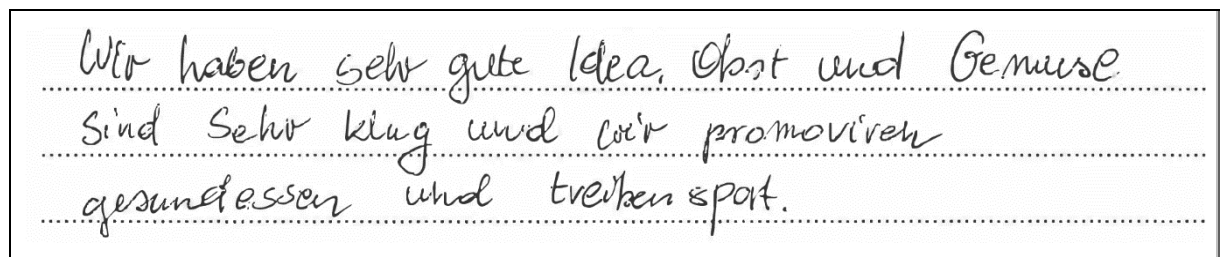 Wir haben sehr gute Idea. Obst und Gemuse
sind sehr klug und wir promoviren
gesundessen und treiben sport.